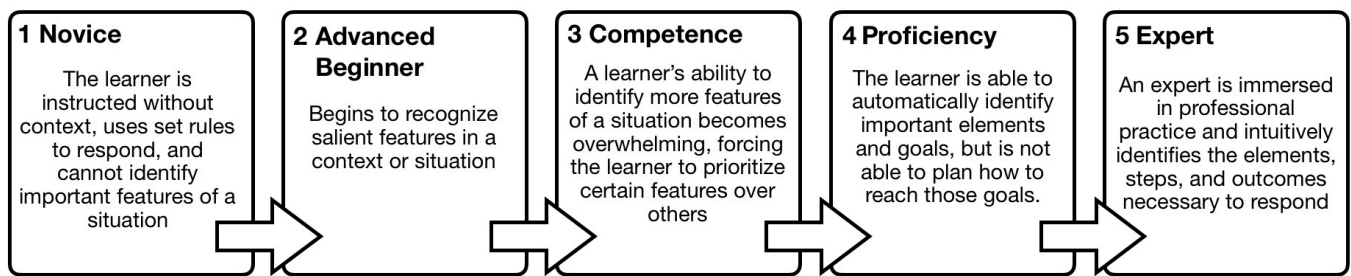 1 Novice
The learner is
instructed without
context, uses set rules
to respond, and
cannot identify
important features of a
situation
2 Advanced
Beginner
Begins to recognize
salient features in a
context or situation
3 Competence
A learner's ability to
identify more features
of a situation becomes
overwhelming, forcing
the learner to prioritize
certain features over
others
4 Proficiency
The learner is able to
automatically identify
important elements
and goals, but is not
able to plan how to
reach those goals.
5 Expert
An expert is immersed
in professional
practice and intuitively
identifies the elements,
steps, and outcomes
necessary to respond